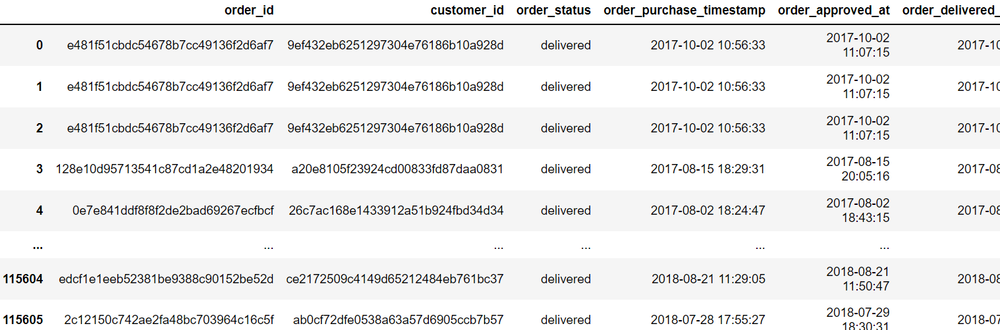 order_id customer_id order_status order_purchase_timestamp order_approved_at order_delivered_
0 e481f51cbdc54678b7cc49136f2d6af7 9ef432eb6251297304e76186b10a928d delivered 2017-10-02 10:56:33 2017-10-02 11:07:15 2017-10
1 e481f51cbdc54678b7cc49136f2d6af7 9ef432eb6251297304e76186b10a928d delivered 2017-10-02 10:56:33 2017-10-02 11:07:15 2017-10
2 e481f51cbdc54678b7cc49136f2d6af7 9ef432eb6251297304e76186b10a928d delivered 2017-10-02 10:56:33 2017-10-02 11:07:15 2017-10
3 128e10d95713541c87cd1a2e48201934 a20e8105f23924cd00833fd87daa0831 delivered 2017-08-15 18:29:31 2017-08-15 20:05:16 2017-08
4 0e7e841ddf8f8f2de2bad69267ecfbcf 26c7ac168e1433912a51b924fbd34d34 delivered 2017-08-02 18:24:47 2017-08-02 18:43:15 2017-08
... ... ... ... ... ...
115604 edcf1e1eeb52381be9388c90152be52d ce2172509c4149d65212484eb761bc37 delivered 2018-08-21 11:29:05 2018-08-21 11:50:47 2018-08
115605 2c12150c742ae2fa48bc703964c16c5f ab0cf72dfe0538a63a57d6905ccb7b57 delivered 2018-07-28 17:55:27 2018-07-29 18:30:31 2018-07